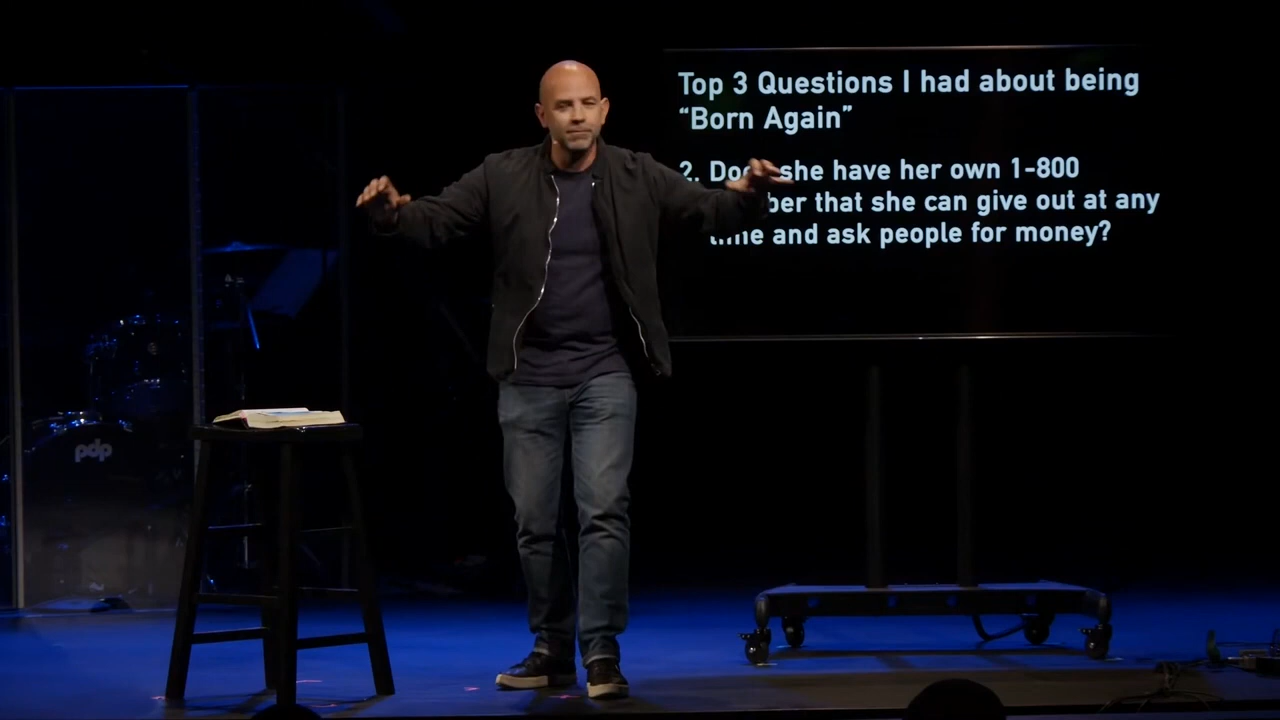 Top 3 Questions I had about being
“Born Again”
2. she have her own 1-800
that she can give out at any
and ask people for money?
pdp